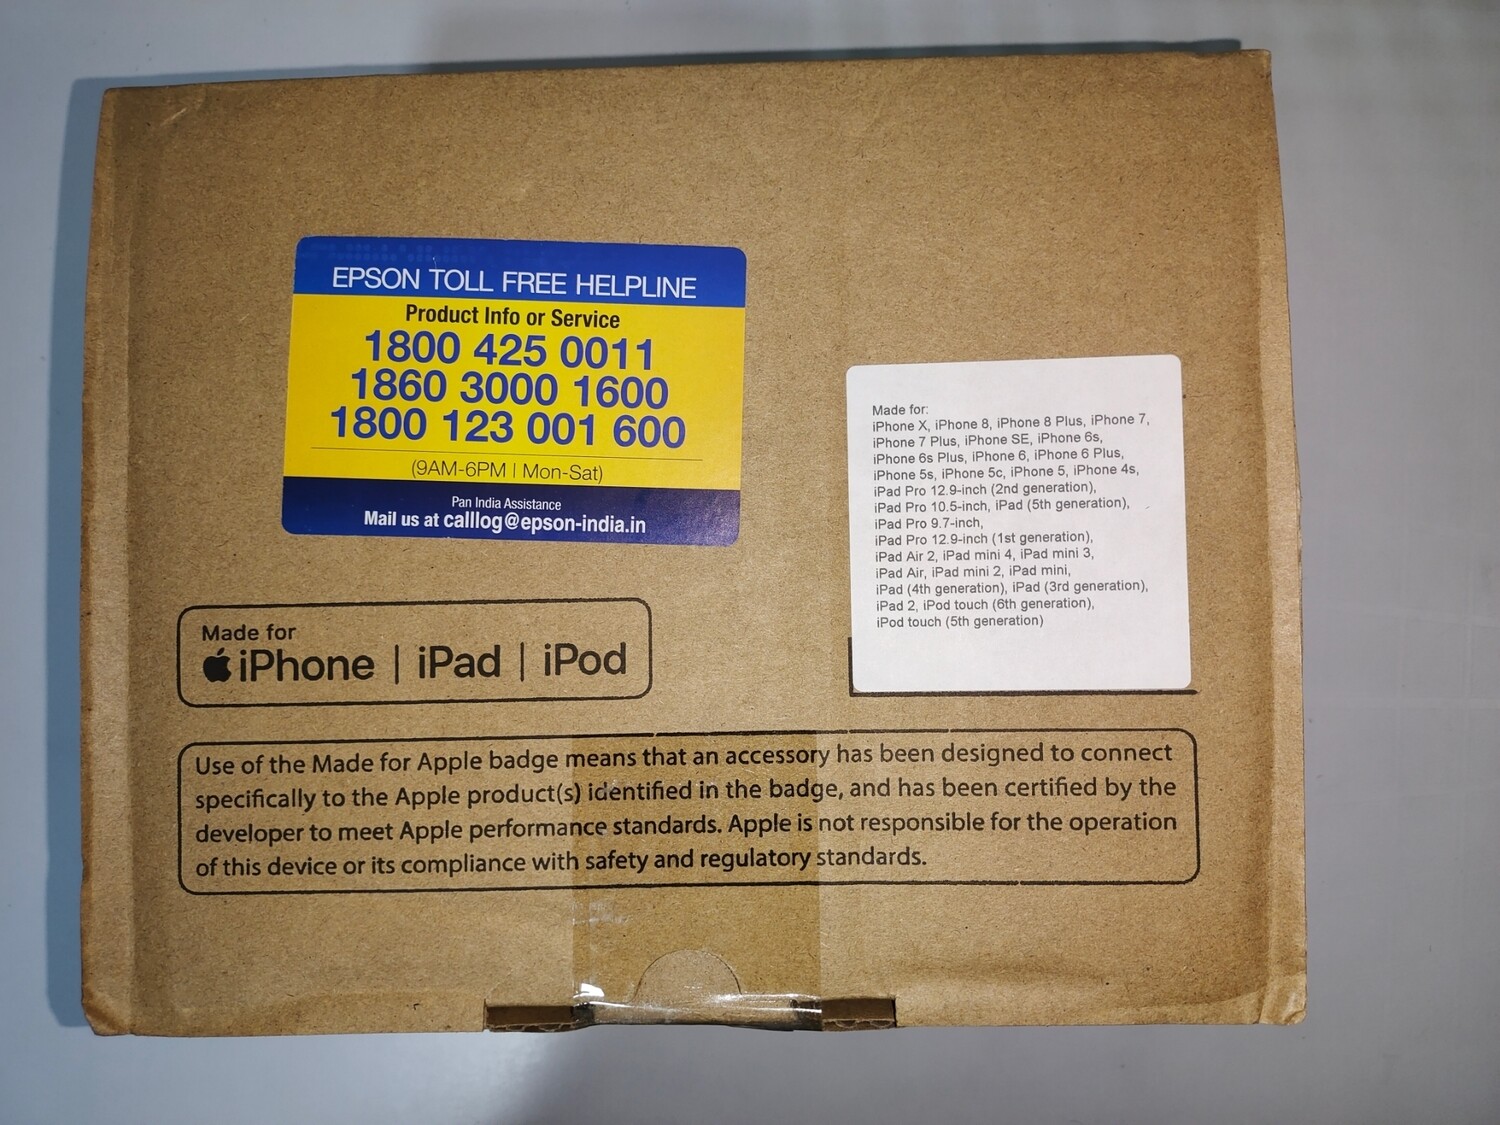 EPSON TOLL FREE HELPLINE
Product Info or Service
1800 425 0011
1860 3000 1600
1800 123 001 600
(9AM-6PM | Mon-Sat)
Pan India Assistance
Mail us at calllog@epson-india.in
Made for:
iPhone X, iPhone 8, iPhone 8 Plus, iPhone 7,
iPhone 7 Plus, iPhone SE, iPhone 6s,
iPhone 6s Plus, iPhone 6, iPhone 6 Plus,
iPhone 5s, iPhone 5c, iPhone 5, iPhone 4s,
iPad Pro 12.9-inch (2nd generation),
iPad Pro 10.5-inch, iPad (5th generation),
iPad Pro 9.7-inch,
iPad Pro 12.9-inch (1st generation),
iPad Air 2, iPad mini 4, iPad mini 3,
iPad Air, iPad mini 2, iPad mini,
iPad (4th generation), iPad (3rd generation),
iPad 2, iPod touch (6th generation),
iPod touch (5th generation)
Made for
iPhone | iPad | iPod
Use of the Made for Apple badge means that an accessory has been designed to connect
specifically to the Apple product(s) identified in the badge, and has been certified by the
developer to meet Apple performance standards. Apple is not responsible for the operation
of this device or its compliance with safety and regulatory standards.